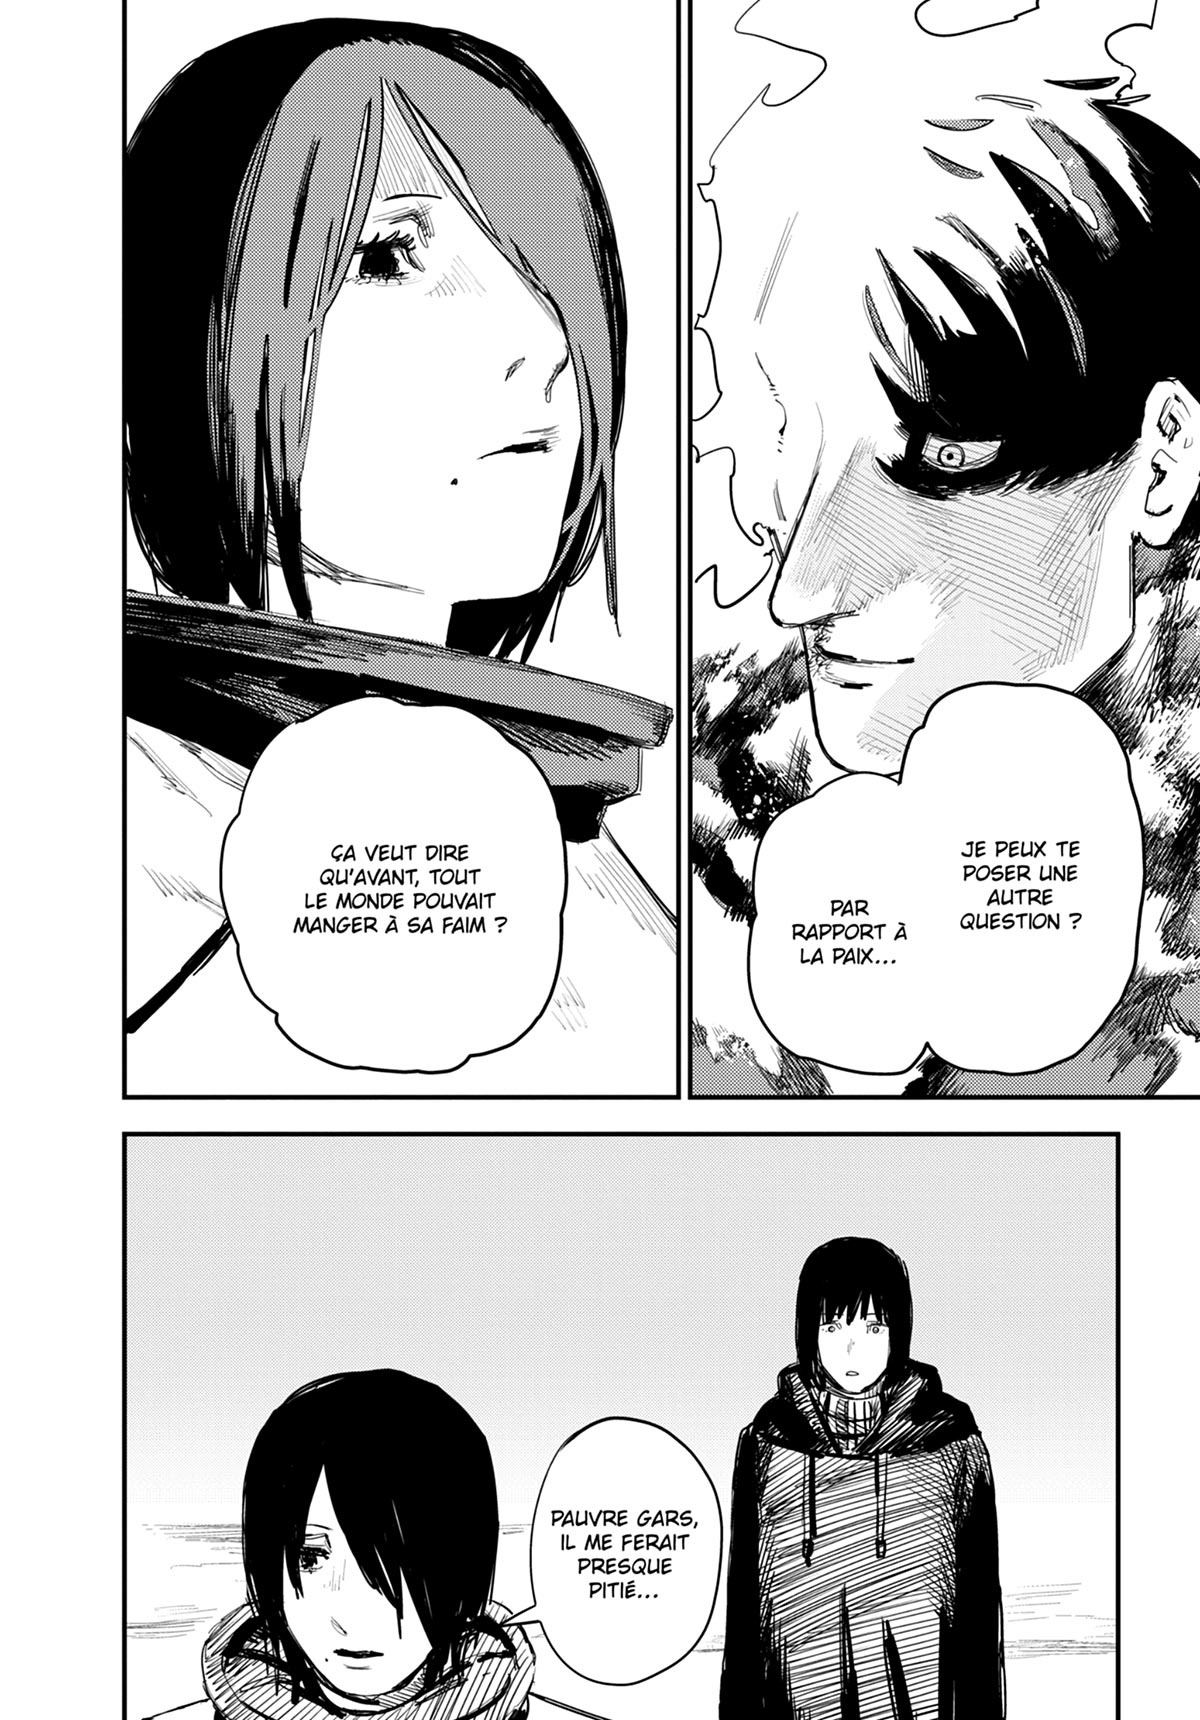 JE PEUX TE
POSER UNE
AUTRE
QUESTION ?
PAR
RAPPORT À
LA PAIX...
ÇA VEUT DIRE
QU'AVANT, TOUT
LE MONDE POUVAIT
MANGER À SA FAIM ?
PAUVRE GARS,
IL ME FERAIT
PRESQUE
PITIÉ...